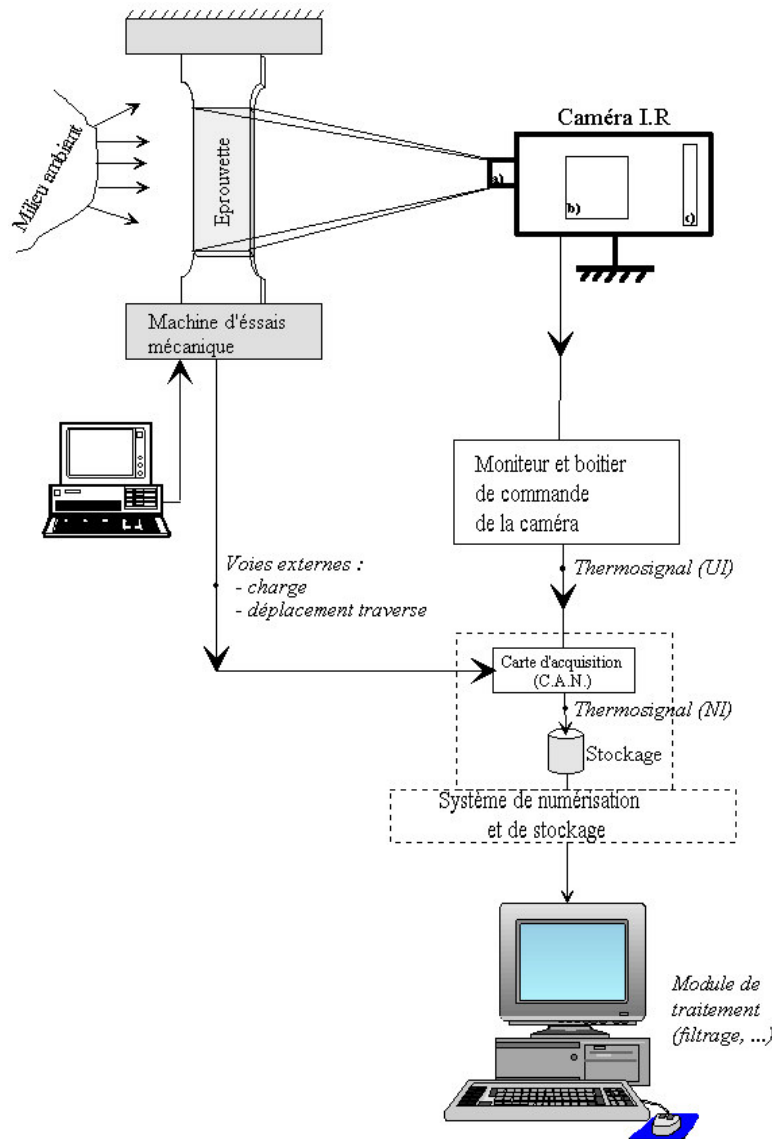 Caméra I.R
Milieu ambiant
Eprouvette
a)
b)
c)
Machine d'éssais
mécanique
Moniteur et boitier
de commande
de la caméra
Voies externes :
- charge
- déplacement traverse
Thermosignal (UI)
Carte d'acquisition
(C.A.N.)
Thermosignal (NI)
Stockage
Système de numérisation
et de stockage
Module de
traitement
(filtrage, ...)